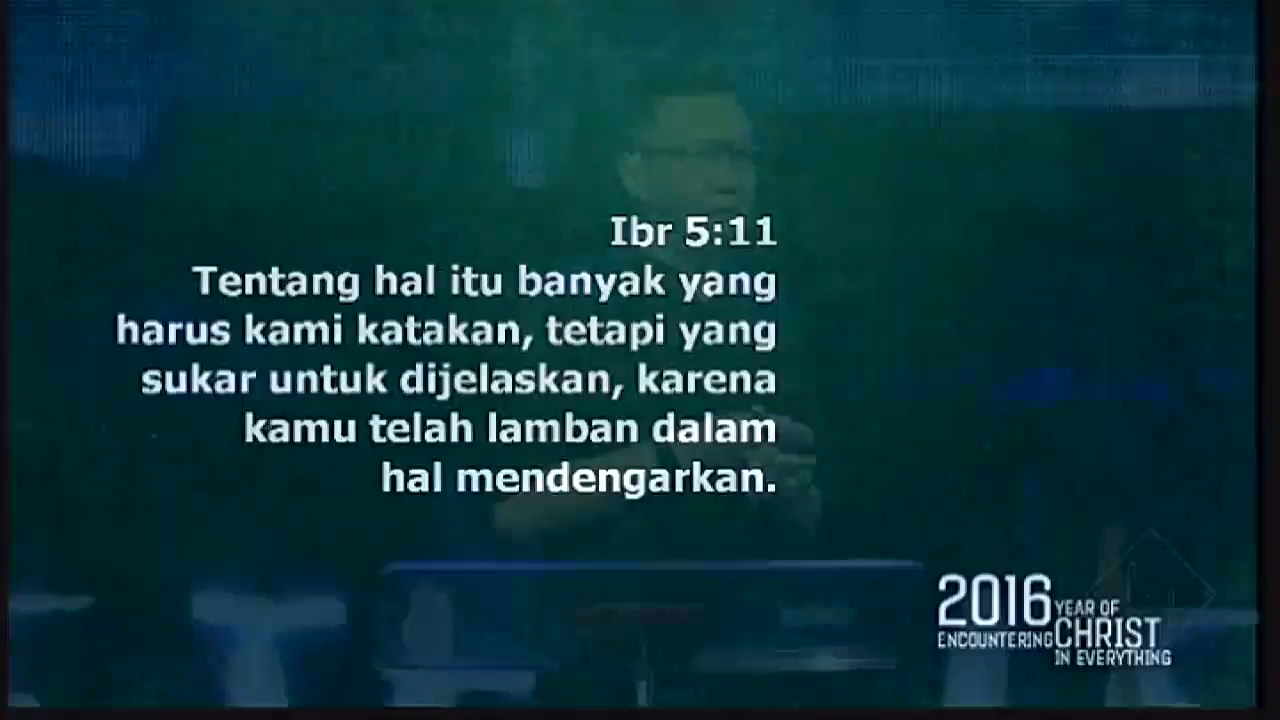 Ibr 5:11
Tentang hal itu banyak yang
harus kami katakan, tetapi yang
sukar untuk dijelaskan, karena
kamu telah lamban dalam
hal mendengarkan.
2016 YEAR OF
ENCOUNTERING CHRIST
IN EVERYTHING